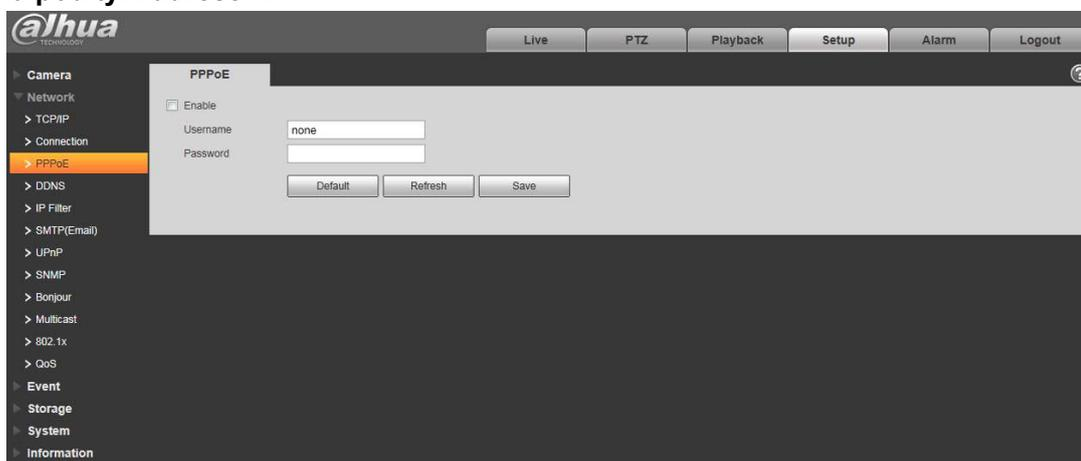 alhua
TECHNOLOGY
Live PTZ Playback Setup Alarm Logout
Camera
Network
> TCP/IP
> Connection
> PPPoE
> DDNS
> IP Filter
> SMTP(Email)
> UPnP
> SNMP
> Bonjour
> Multicast
> 802.1x
> QoS
Event
Storage
System
Information
PPPoE
?
Enable
Username none
Password
Default Refresh Save